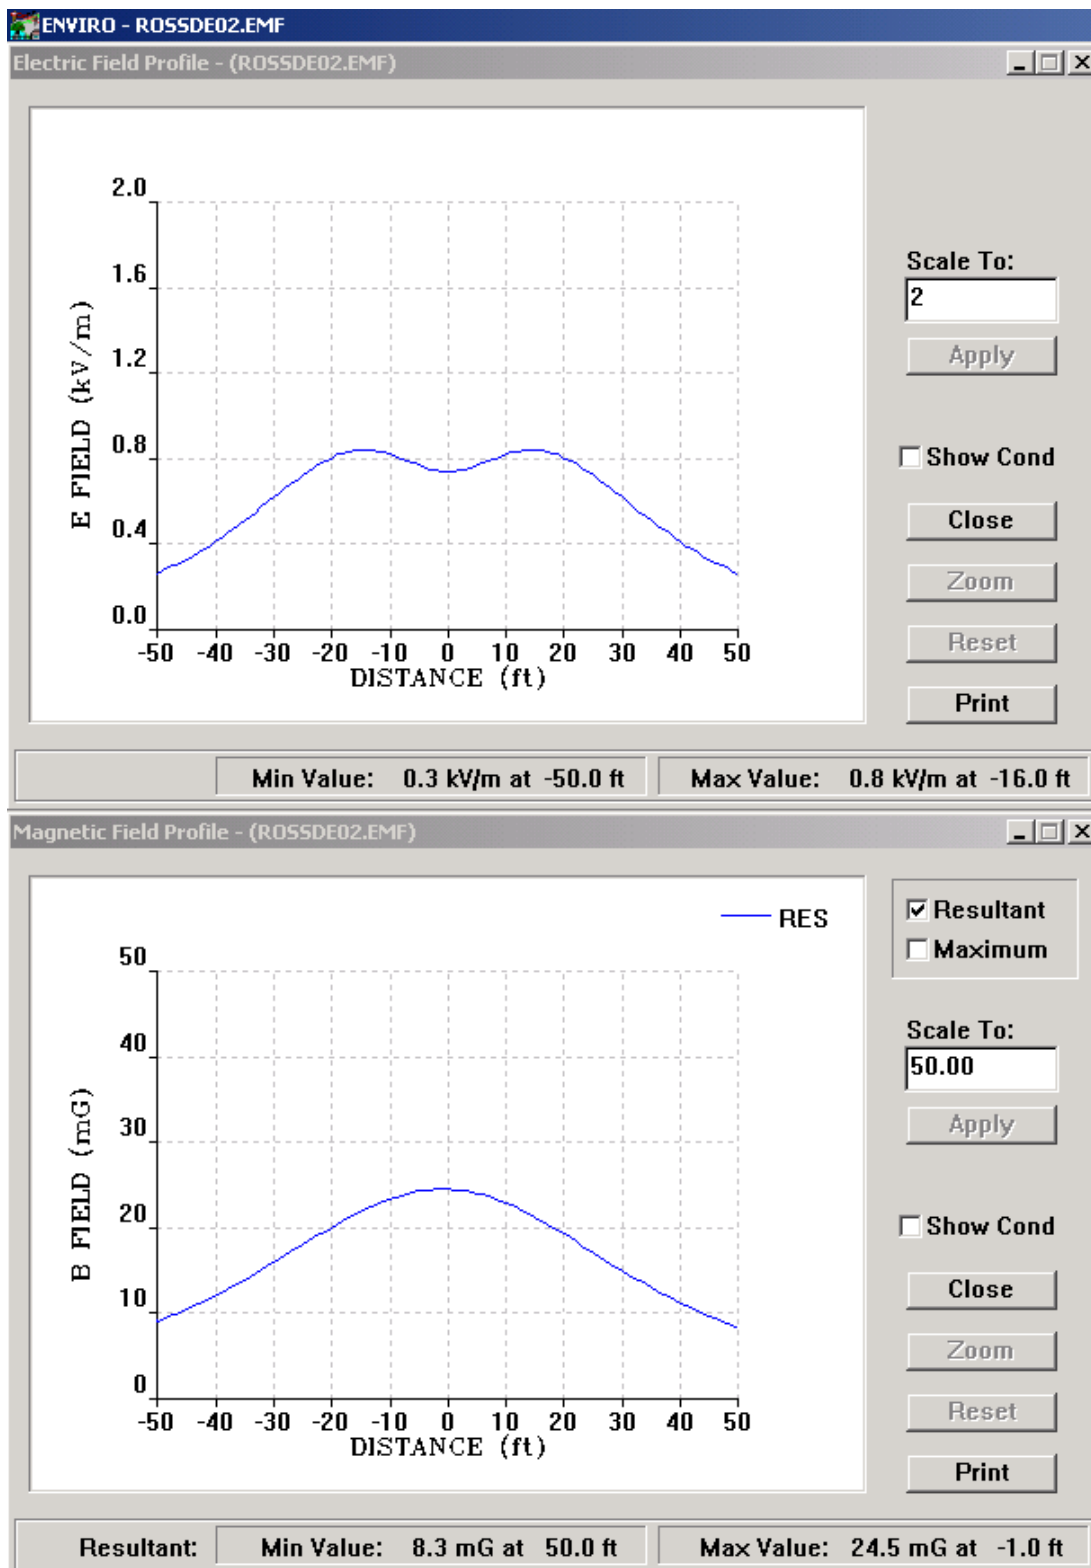 ENVIRO - ROSSDE02.EMF
Electric Field Profile - (ROSSDE02.EMF)
2.0
1.6
1.2
0.8
0.4
0.0
E FIELD (kV/m)
-50 -40 -30 -20 -10 0 10 20 30 40 50
DISTANCE (ft)
Scale To:
2
Apply
Show Cond
Close
Zoom
Reset
Print
Min Value: 0.3 kV/m at -50.0 ft Max Value: 0.8 kV/m at -16.0 ft
Magnetic Field Profile - (ROSSDE02.EMF)
RES
50
40
30
20
10
0
B FIELD (mG)
-50 -40 -30 -20 -10 0 10 20 30 40 50
DISTANCE (ft)
Resultant
Maximum
Scale To:
50.00
Apply
Show Cond
Close
Zoom
Reset
Print
Resultant: Min Value: 8.3 mG at 50.0 ft Max Value: 24.5 mG at -1.0 ft